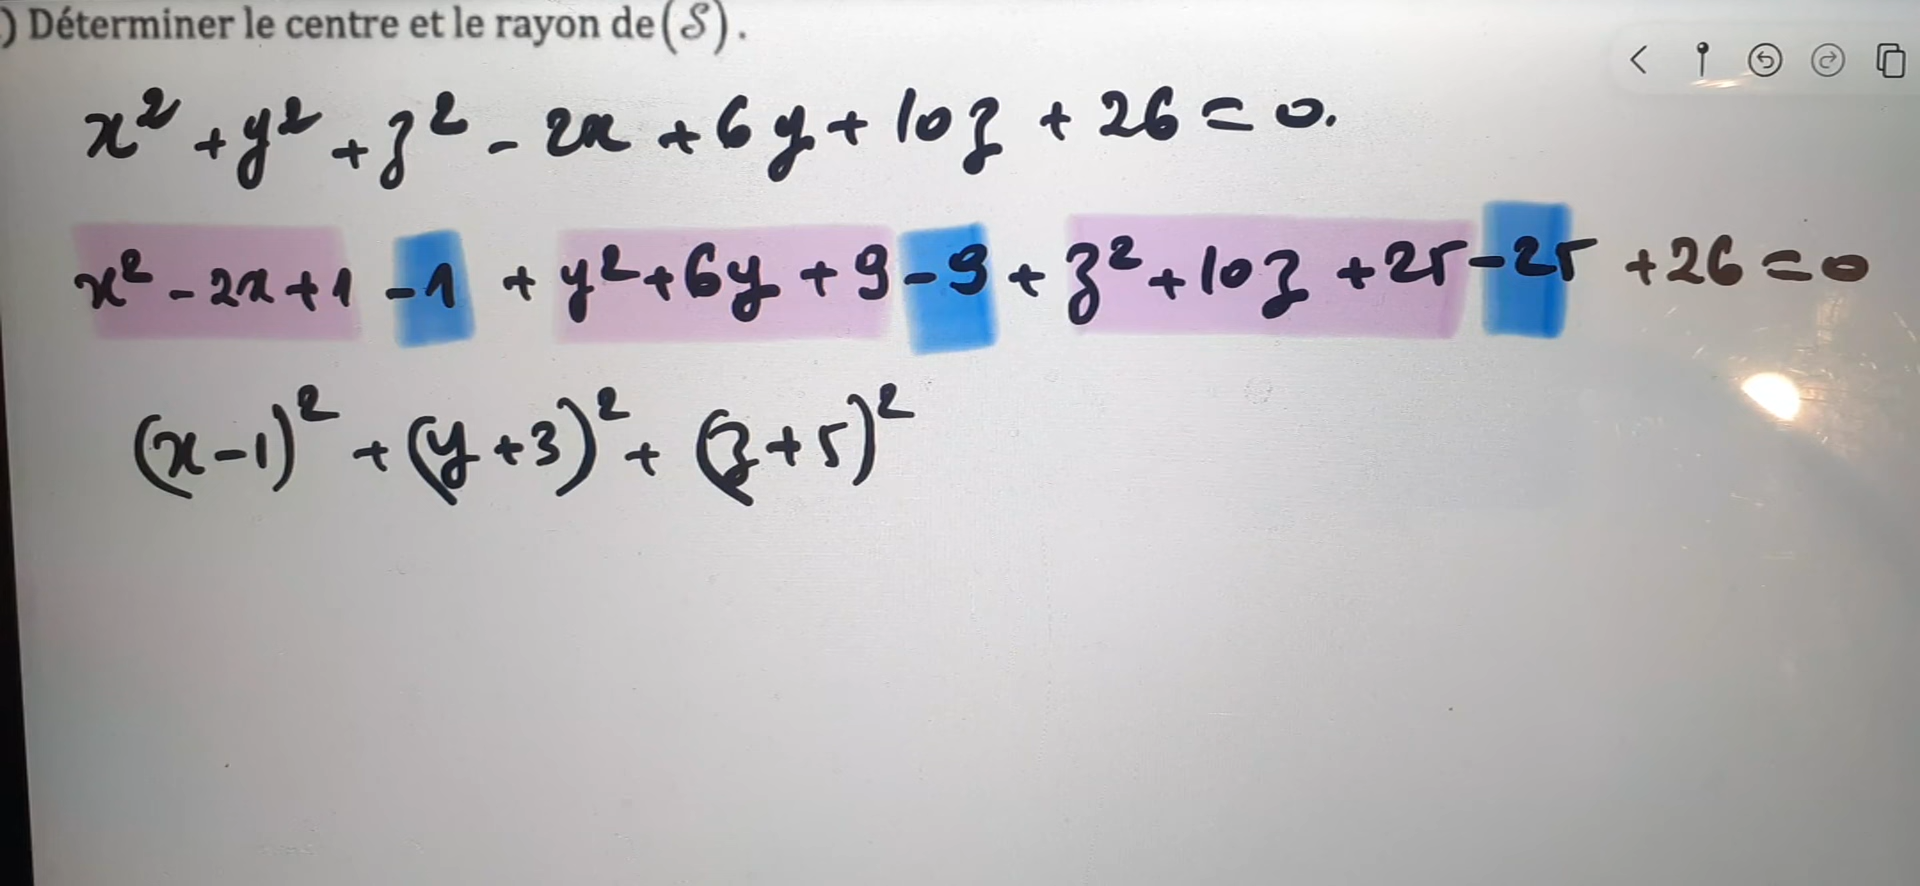 ) Déterminer le centre et le rayon de (S).
x² + y² + z² - 2x + 6y + 10z + 26 = 0.
x² - 2x + 1 - 1 + y² + 6y + 9 - 9 + z² + 10z + 25 - 25 + 26 = 0
(x-1)² + (y+3)² + (z+5)²